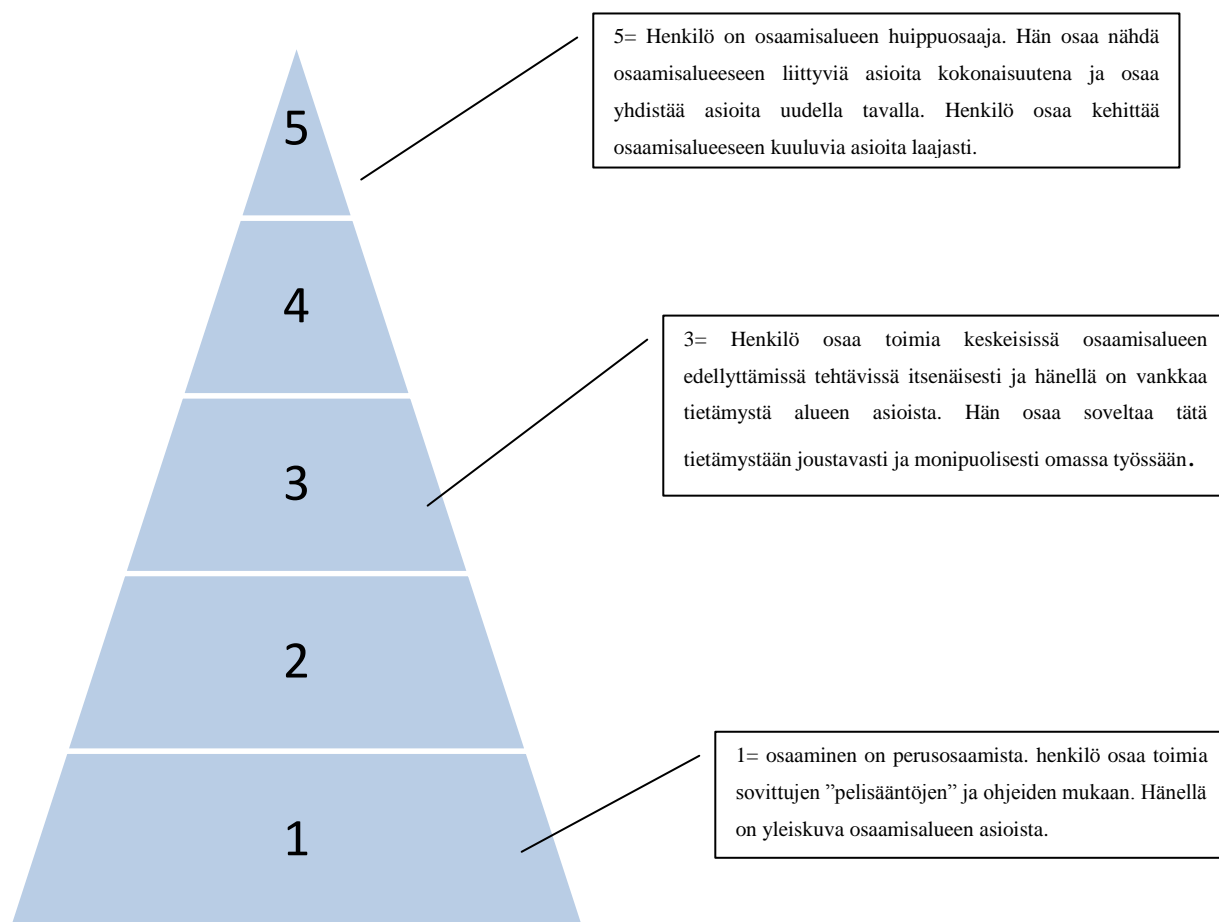 5= Henkilö on osaamisalueen huippuosaaja. Hän osaa nähdä
osaamisalueeseen liittyviä asioita kokonaisuutena ja osaa
yhdistää asioita uudella tavalla. Henkilö osaa kehittää
osaamisalueeseen kuuluvia asioita laajasti.
5
4
3= Henkilö osaa toimia keskeisissä osaamisalueen
edellyttämissä tehtävissä itsenäisesti ja hänellä on vankkaa
tietämystä alueen asioista. Hän osaa soveltaa tätä
tietämystään joustavasti ja monipuolisesti omassa työssään.
3
2
1= osaaminen on perusosaamista. henkilö osaa toimia
sovittujen ”pelisääntöjen” ja ohjeiden mukaan. Hänellä
on yleiskuva osaamisalueen asioista.
1